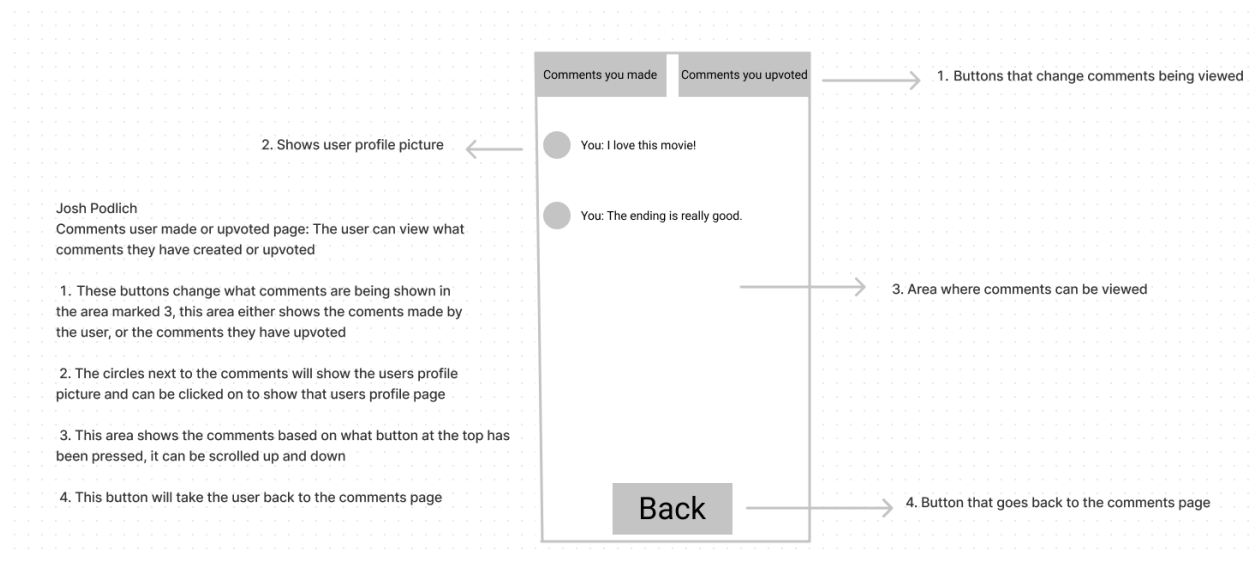 Comments you made
Comments you upvoted
1. Buttons that change comments being viewed
2. Shows user profile picture
You: I love this movie!
Josh Podlich
Comments user made or upvoted page: The user can view what
comments they have created or upvoted
You: The ending is really good.
1. These buttons change what comments are being shown in
the area marked 3, this area either shows the coments made by
the user, or the comments they have upvoted
3. Area where comments can be viewed
2. The circles next to the comments will show the users profile
picture and can be clicked on to show that users profile page
3. This area shows the comments based on what button at the top has
been pressed, it can be scrolled up and down
4. This button will take the user back to the comments page
Back
4. Button that goes back to the comments page